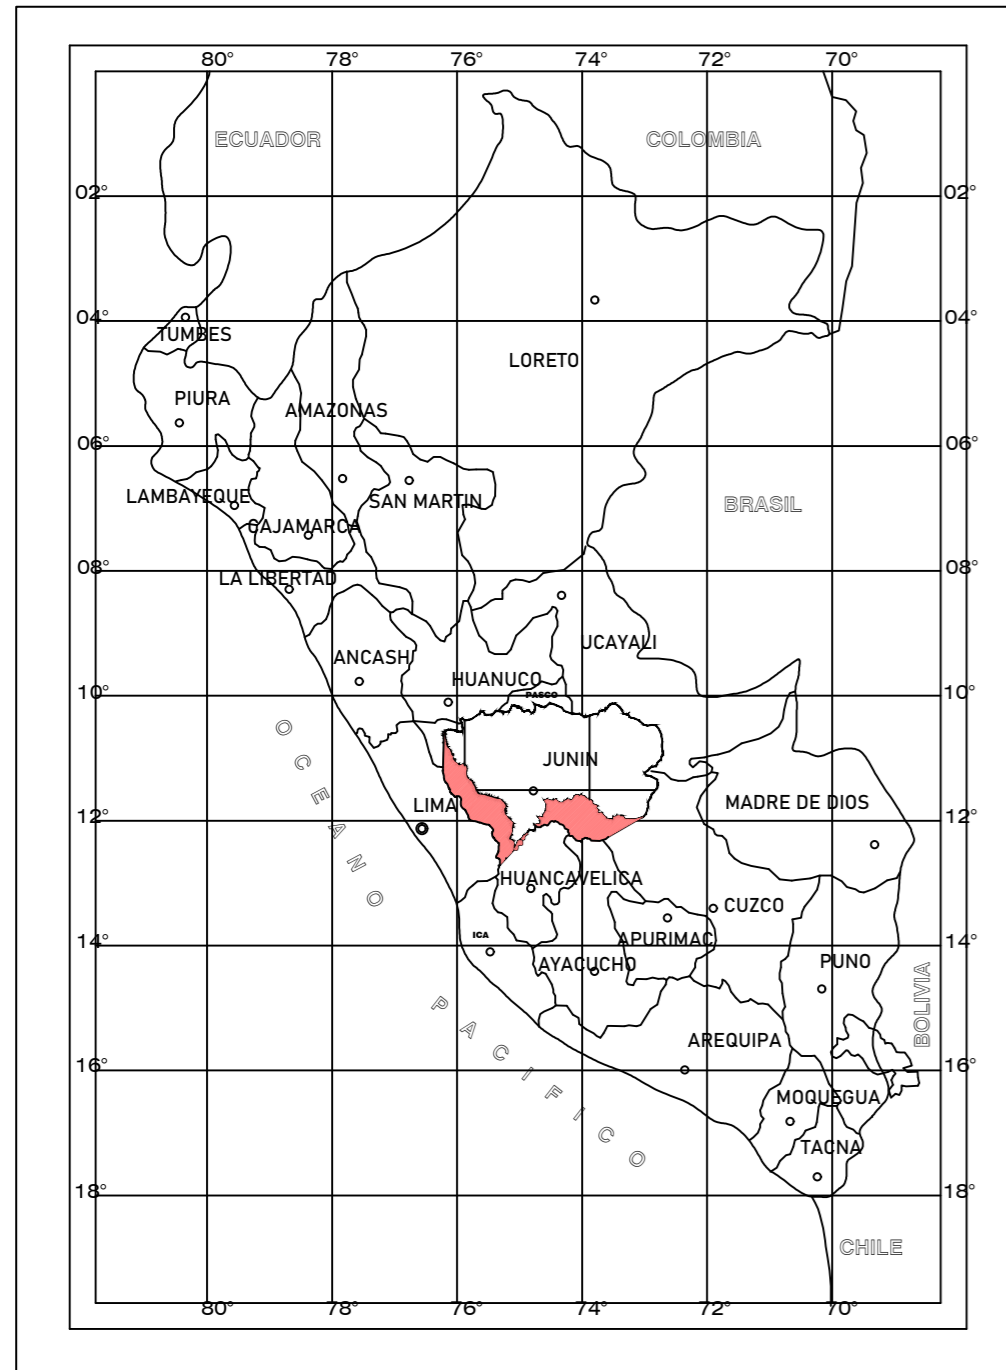 80° 78° 76° 74° 72° 70°
ECUADOR COLOMBIA
02° 02°
04° 04°
TUMBES
LORETO
PIURA
AMAZONAS
06° 06°
LAMBAYEQUE
SAN MARTIN
BRASIL
CAJAMARCA
08° 08°
LA LIBERTAD
UCAYALI
ANCASH
HUANUCO
10° PASCO 10°
JUNIN
LIMA
MADRE DE DIOS
12° 12°
OCEANO
HUANCAVELICA
CUZCO
ICA
APURIMAC
14° 14°
AYACUCHO
PUNO
BOLIVIA
PACIFICO
AREQUIPA
16° 16°
MOQUEGUA
TACNA
18° 18°
CHILE
80° 78° 76° 74° 72° 70°